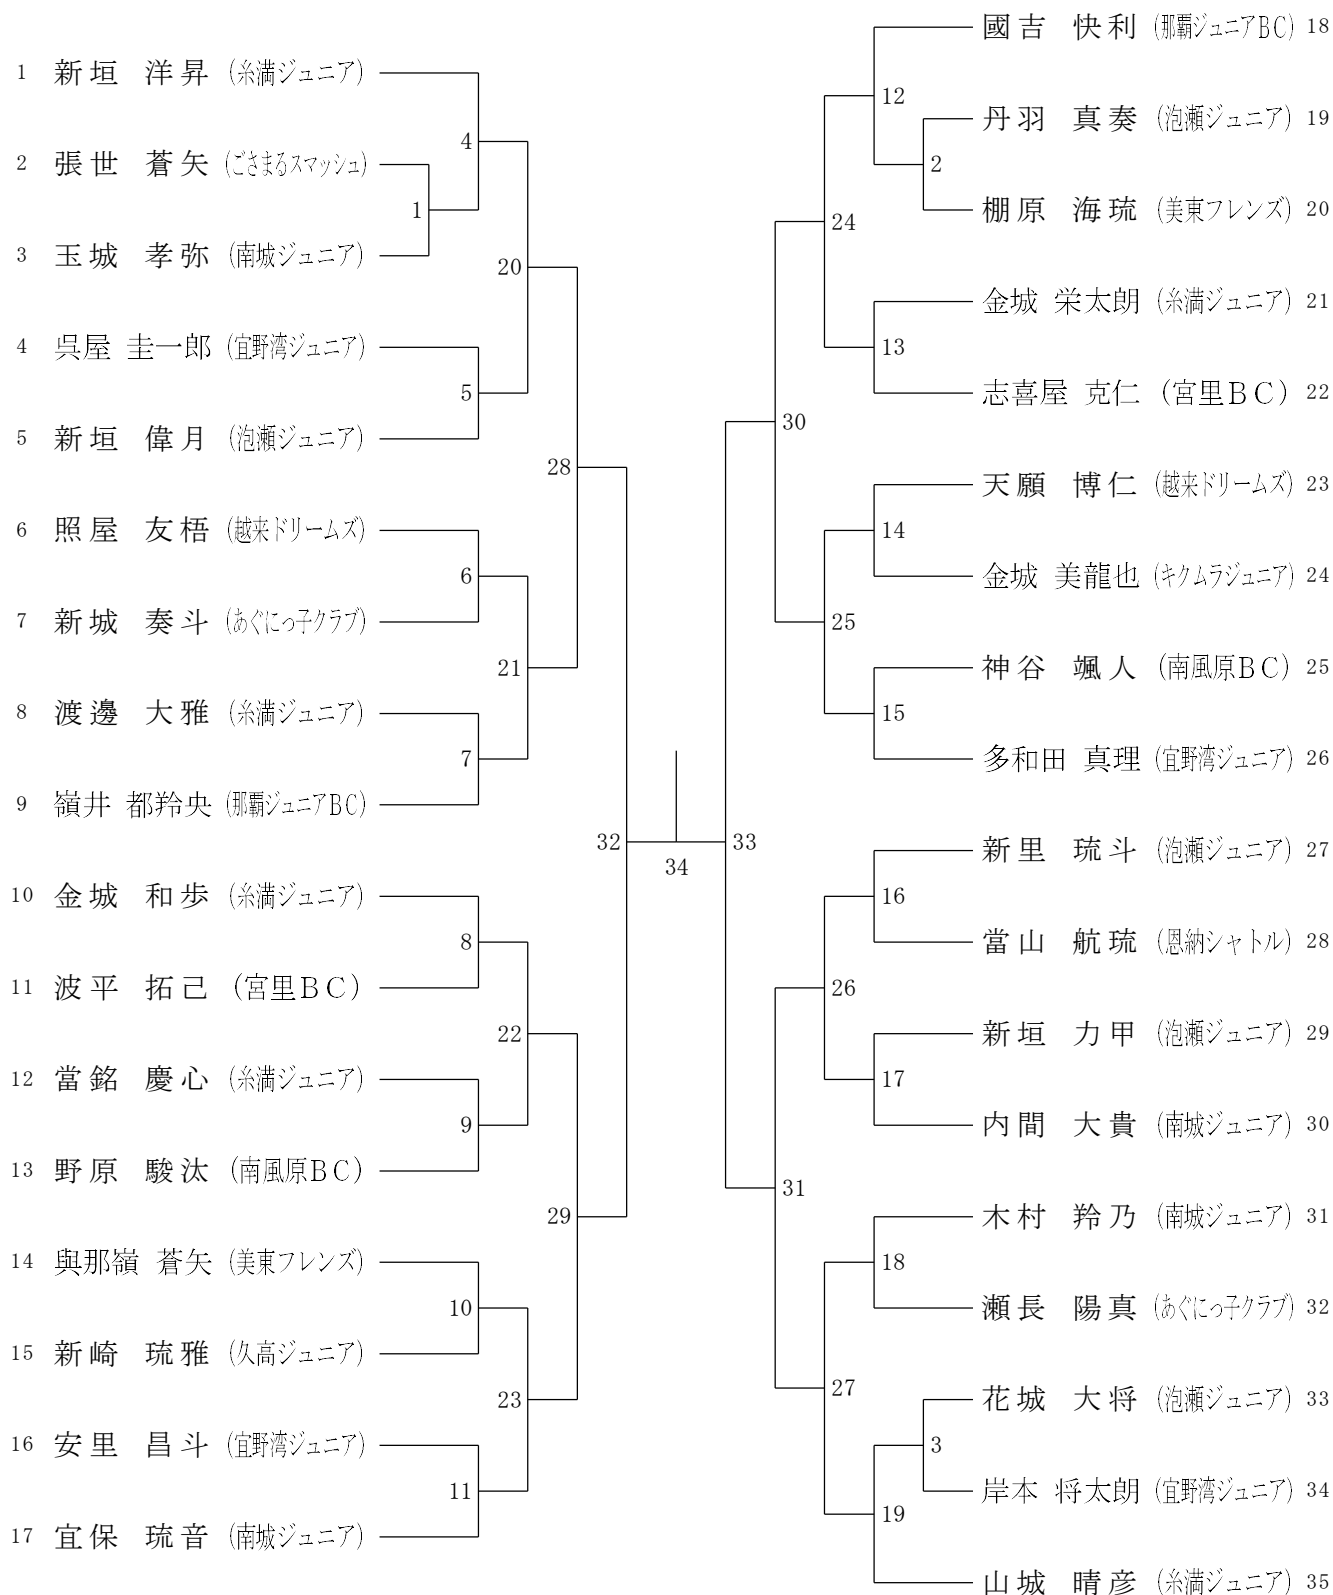 1 新垣 洋昇 (糸満ジュニア)
2 張世 蒼矢 (ごさまるスマッシュ)
3 玉城 孝弥 (南城ジュニア)
4 呉屋 圭一郎 (宜野湾ジュニア)
5 新垣 偉月 (泡瀬ジュニア)
6 照屋 友梧 (越来ドリームズ)
7 新城 奏斗 (あぐにっ子クラブ)
8 渡邊 大雅 (糸満ジュニア)
9 嶺井 都羚央 (那覇ジュニアBC)
10 金城 和歩 (糸満ジュニア)
11 波平 拓己 (宮里BC)
12 當銘 慶心 (糸満ジュニア)
13 野原 駿汰 (南風原BC)
14 與那嶺 蒼矢 (美東フレンズ)
15 新崎 琉雅 (久高ジュニア)
16 安里 昌斗 (宜野湾ジュニア)
17 宜保 琉音 (南城ジュニア)
1
4
5
6
7
8
9
10
11
20
21
22
23
28
29
32
34
33
30
31
24
25
26
27
12
13
14
15
16
17
18
19
2
3
國吉 快利 (那覇ジュニアBC) 18
丹羽 真奏 (泡瀬ジュニア) 19
棚原 海琉 (美東フレンズ) 20
金城 栄太朗 (糸満ジュニア) 21
志喜屋 克仁 (宮里BC) 22
天願 博仁 (越来ドリームズ) 23
金城 美龍也 (キクムラジュニア) 24
神谷 颯人 (南風原BC) 25
多和田 真理 (宜野湾ジュニア) 26
新里 琉斗 (泡瀬ジュニア) 27
當山 航琉 (恩納シャトル) 28
新垣 力甲 (泡瀬ジュニア) 29
内間 大貴 (南城ジュニア) 30
木村 羚乃 (南城ジュニア) 31
瀬長 陽真 (あぐにっ子クラブ) 32
花城 大将 (泡瀬ジュニア) 33
岸本 将太朗 (宜野湾ジュニア) 34
山城 晴彦 (糸満ジュニア) 35